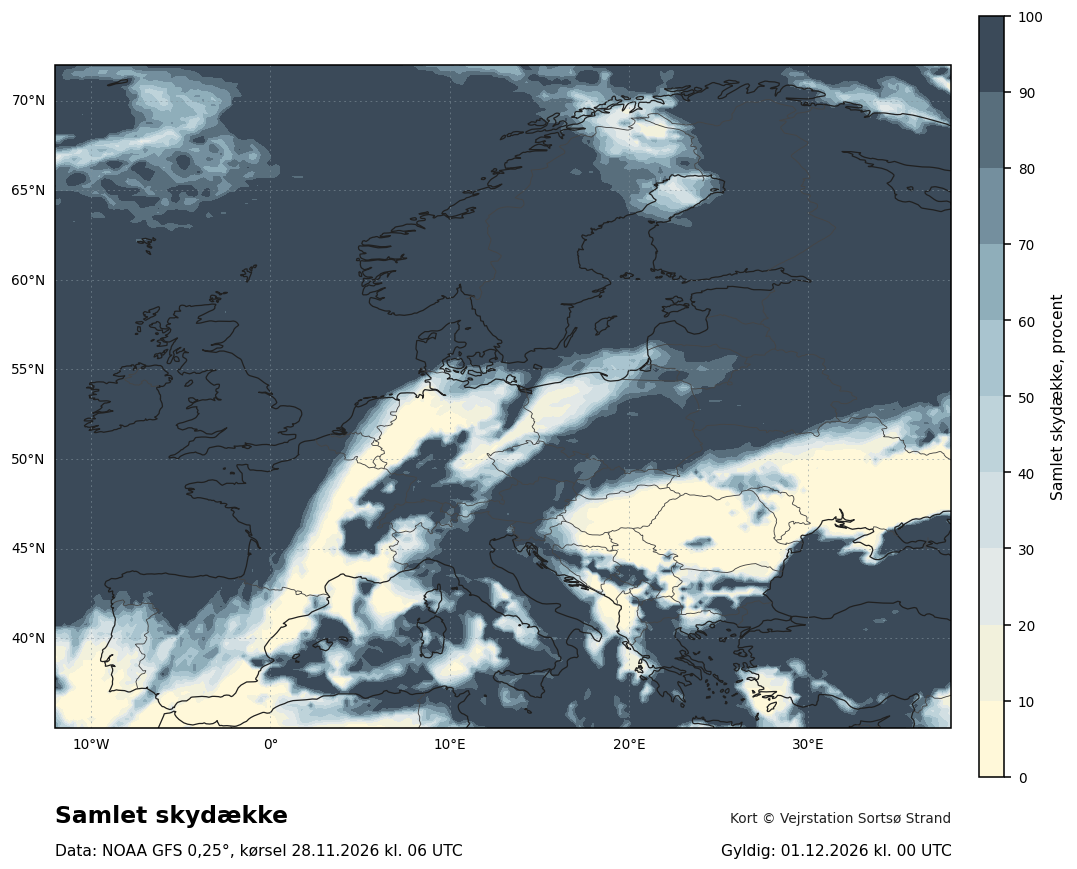 100
90
80
70
60
50
40
30
20
10
0
Samlet skydække, procent
70°N
65°N
60°N
55°N
50°N
45°N
40°N
10°W
0°
10°E
20°E
30°E
Samlet skydække
Kort © Vejrstation Sortsø Strand
Data: NOAA GFS 0,25°, kørsel 28.11.2026 kl. 06 UTC
Gyldig: 01.12.2026 kl. 00 UTC